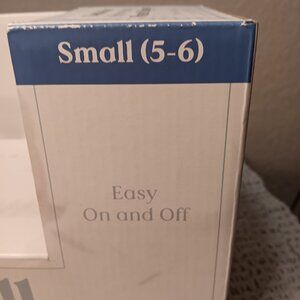 Small (5-6)
Easy
On and Off